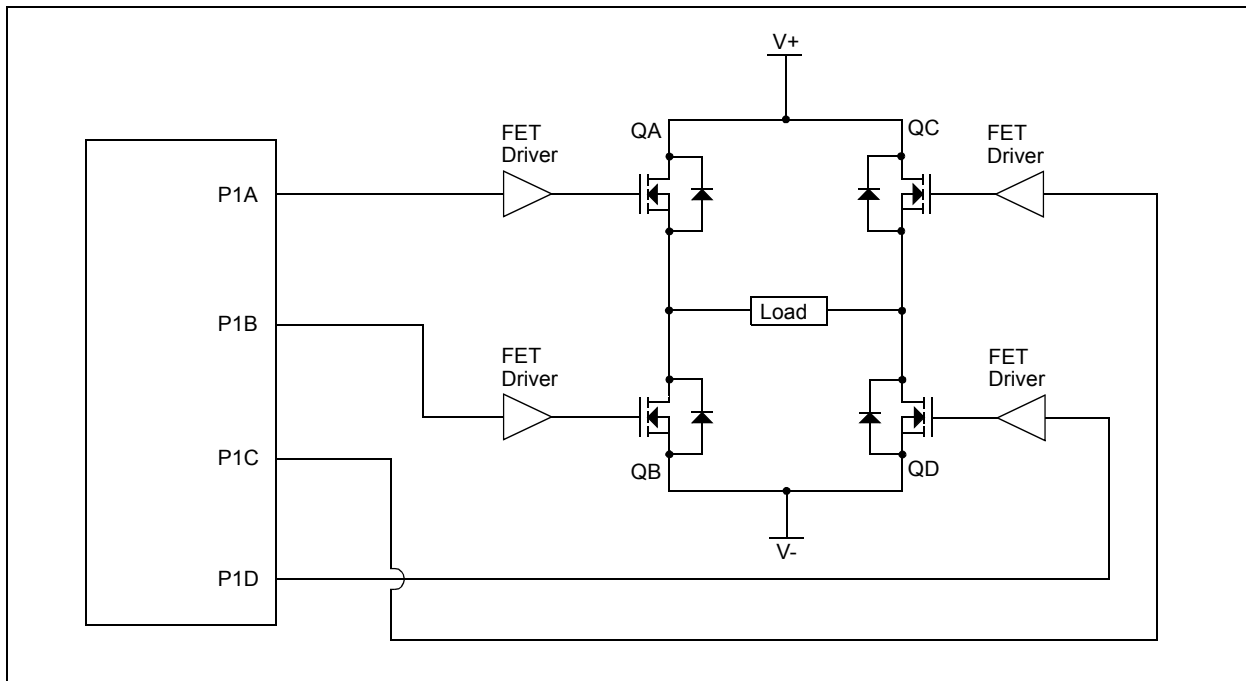 V+
QA
FET
Driver
QC
FET
Driver
P1A
P1B
Load
FET
Driver
FET
Driver
P1C
QB
QD
V-
P1D